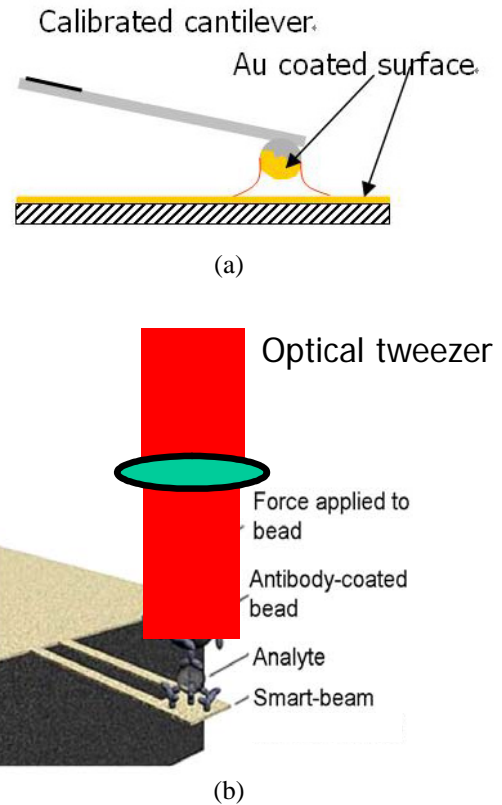 Calibrated cantilever
Au coated surface
(a)
Optical tweezer
Force applied to
bead
Antibody-coated
bead
Analyte
Smart-beam
(b)